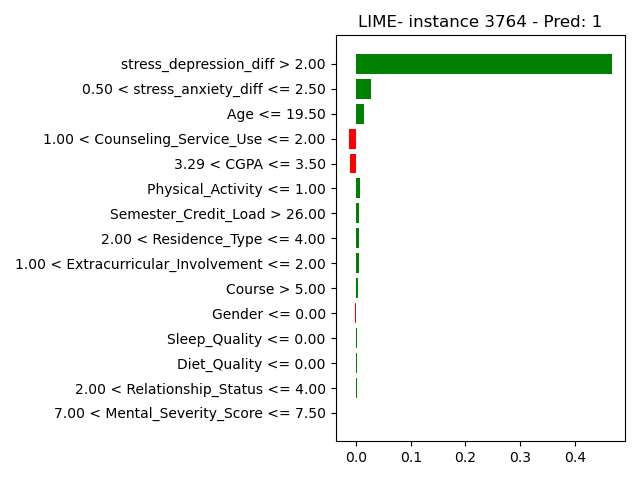 LIME- instance 3764 - Pred: 1
stress_depression_diff > 2.00
0.50 < stress_anxiety_diff <= 2.50
Age <= 19.50
1.00 < Counseling_Service_Use <= 2.00
3.29 < CGPA <= 3.50
Physical_Activity <= 1.00
Semester_Credit_Load > 26.00
2.00 < Residence_Type <= 4.00
1.00 < Extracurricular_Involvement <= 2.00
Course > 5.00
Gender <= 0.00
Sleep_Quality <= 0.00
Diet_Quality <= 0.00
2.00 < Relationship_Status <= 4.00
7.00 < Mental_Severity_Score <= 7.50
0.0 0.1 0.2 0.3 0.4